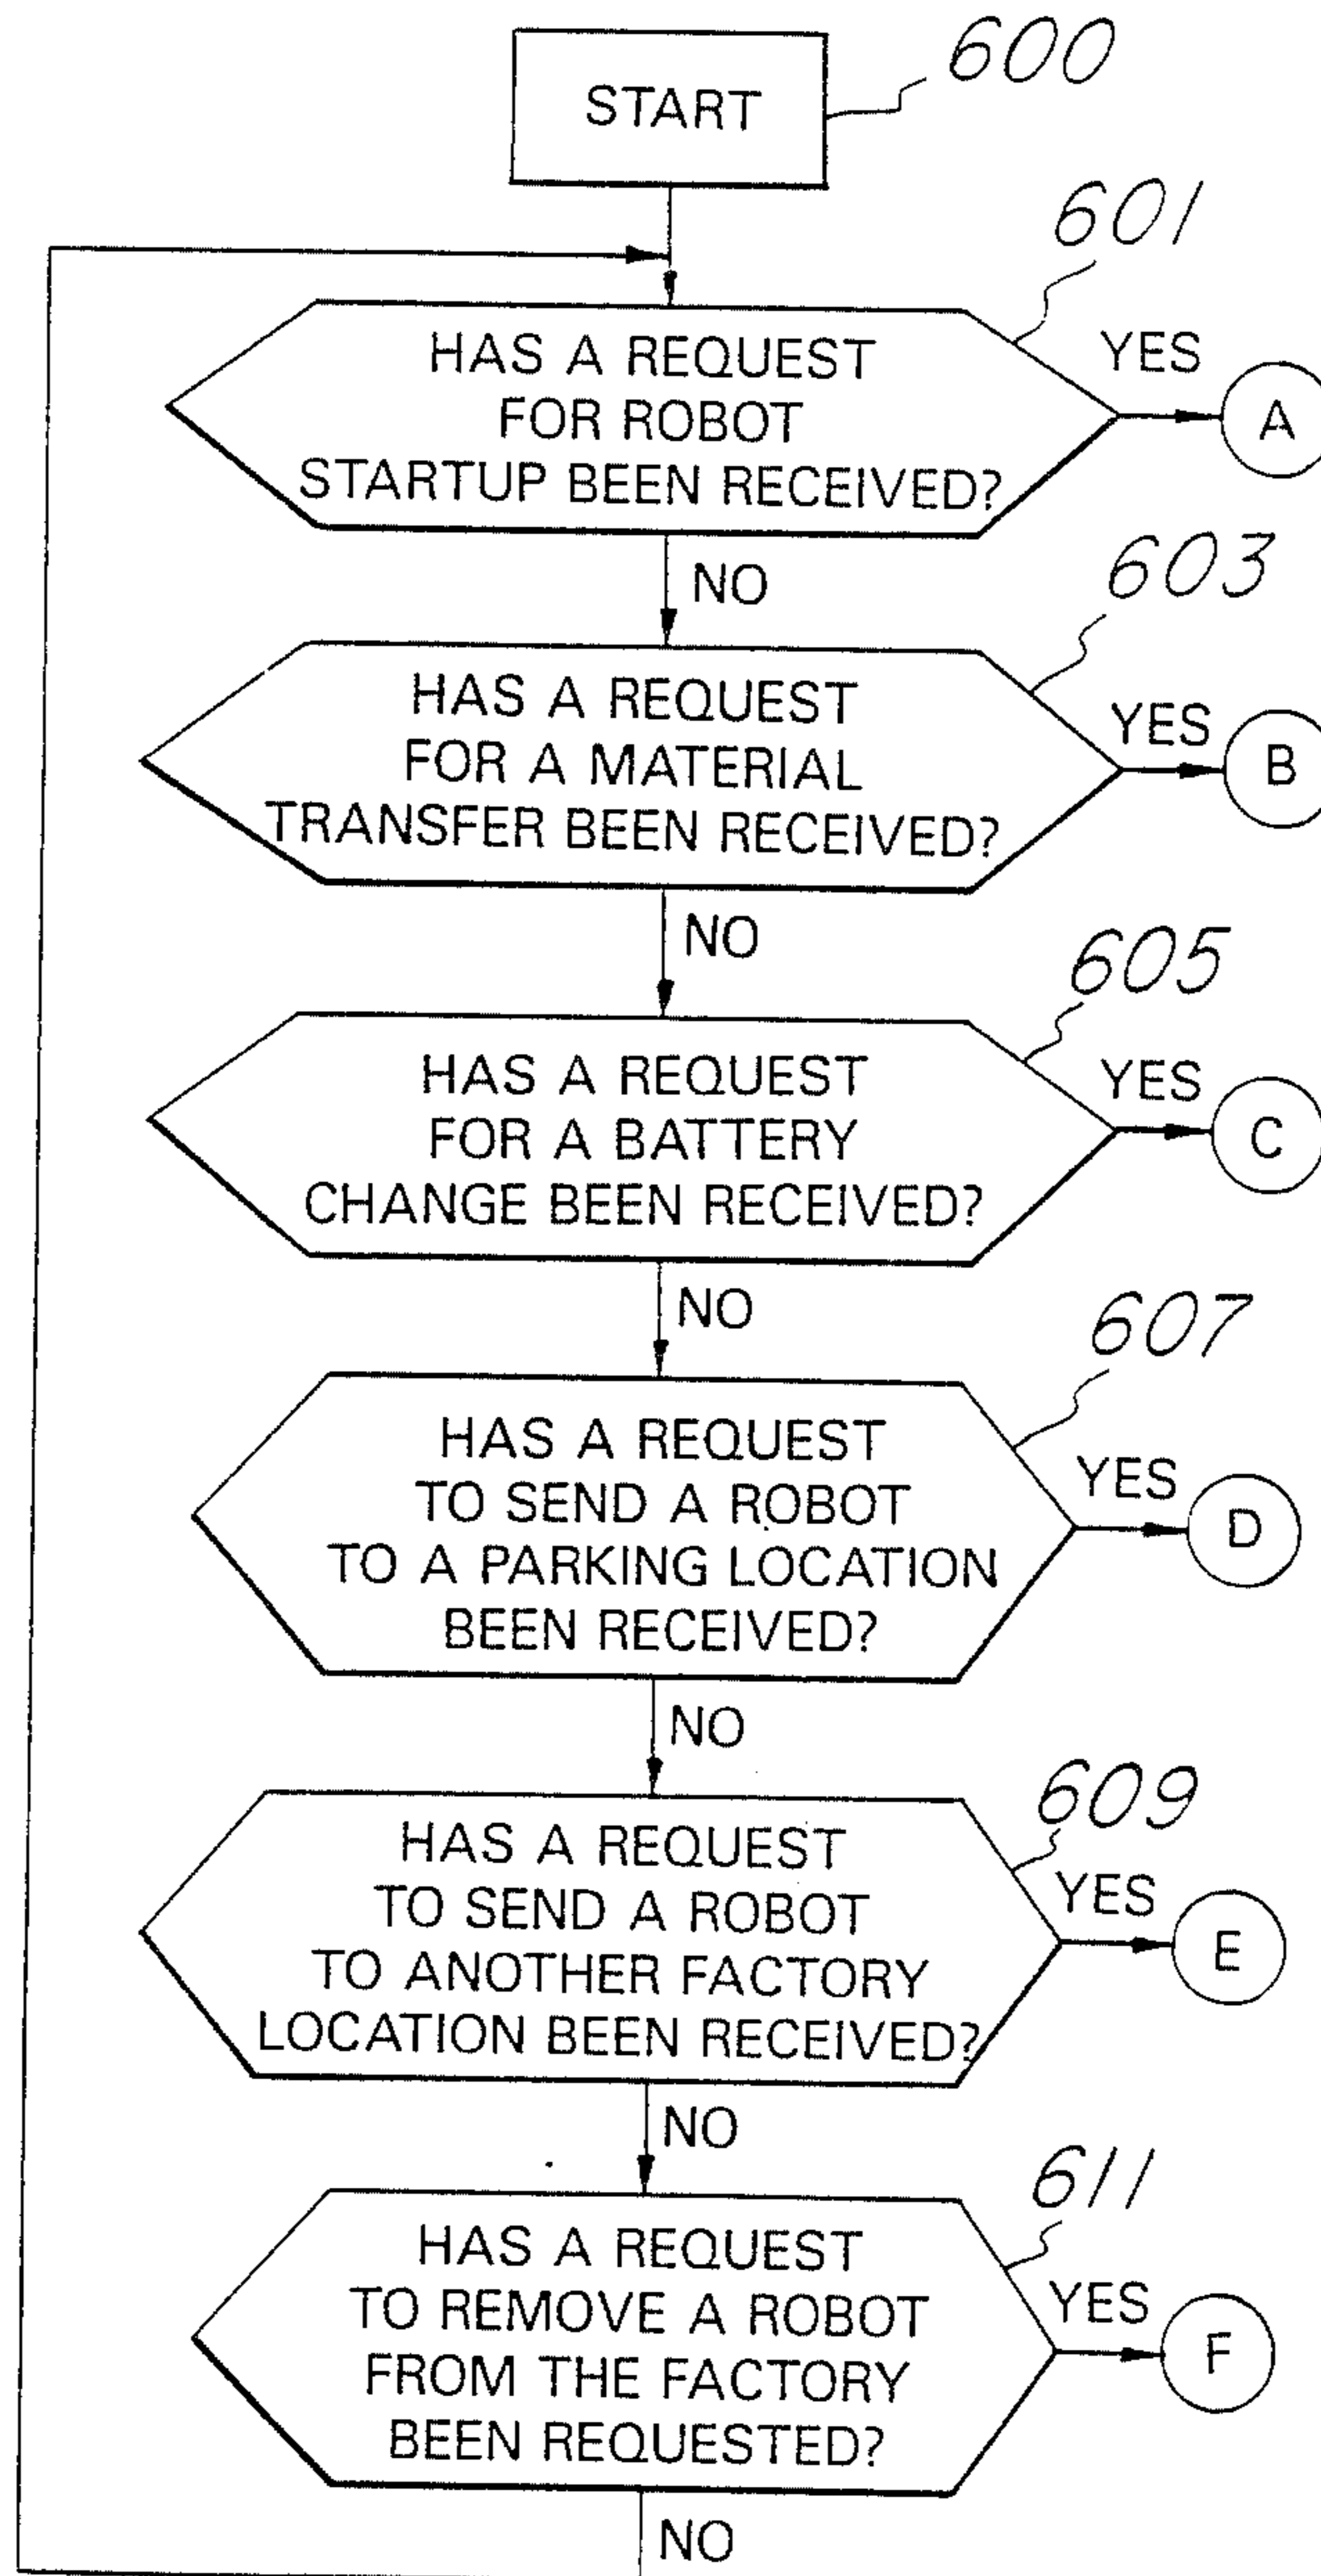 600
START
601
HAS A REQUEST
FOR ROBOT
STARTUP BEEN RECEIVED?
YES
A
NO
603
HAS A REQUEST
FOR A MATERIAL
TRANSFER BEEN RECEIVED?
YES
B
NO
605
HAS A REQUEST
FOR A BATTERY
CHANGE BEEN RECEIVED?
YES
C
NO
607
HAS A REQUEST
TO SEND A ROBOT
TO A PARKING LOCATION
BEEN RECEIVED?
YES
D
NO
609
HAS A REQUEST
TO SEND A ROBOT
TO ANOTHER FACTORY
LOCATION BEEN RECEIVED?
YES
E
NO
611
HAS A REQUEST
TO REMOVE A ROBOT
FROM THE FACTORY
BEEN REQUESTED?
YES
F
NO